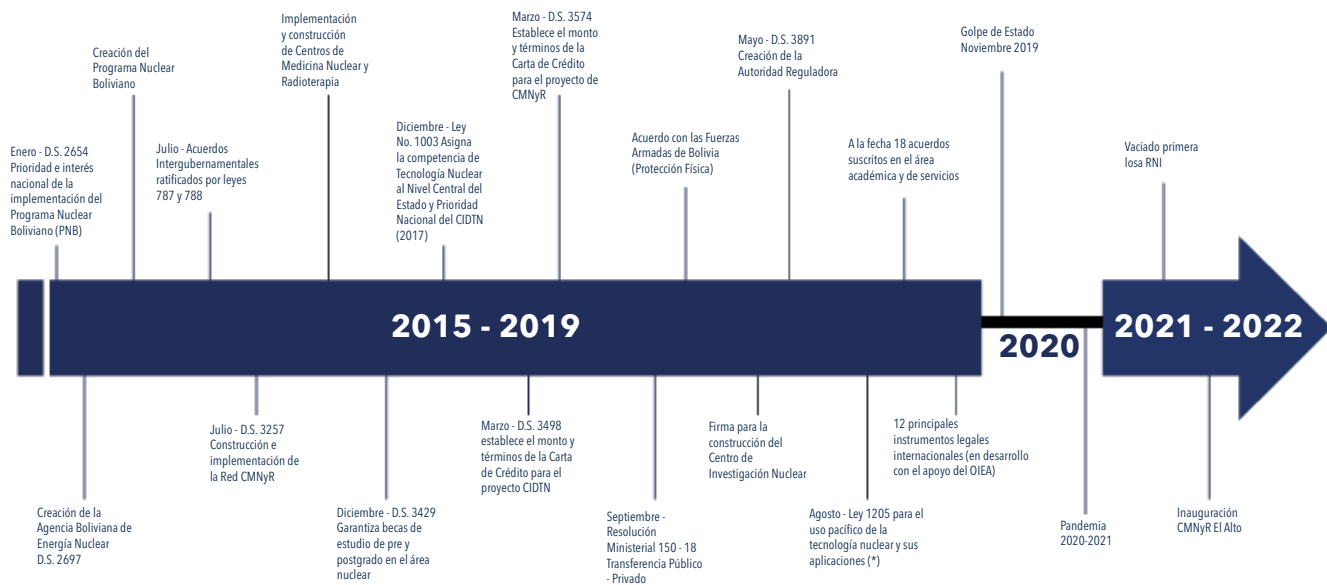 Enero - D.S. 2654
Prioridad e interés
nacional de la
implementación del
Programa Nuclear
Boliviano (PNB)
Creación del
Programa Nuclear
Boliviano
Julio - Acuerdos
Intergubernamentales
ratificados por leyes
787 y 788
Implementación
y construcción
de Centros de
Medicina Nuclear y
Radioterapia
Diciembre - Ley
No. 1003 Asigna
la competencia de
Tecnología Nuclear
al Nivel Central del
Estado y Prioridad
Nacional del CIDTN
(2017)
Marzo - D.S. 3574
Establece el monto
y términos de la
Carta de Crédito
para el proyecto de
CMNyR
Acuerdo con las Fuerzas
Armadas de Bolivia
(Protección Física)
Mayo - D.S. 3891
Creación de la
Autoridad Reguladora
A la fecha 18 acuerdos
suscritos en el área
académica y de servicios
Golpe de Estado
Noviembre 2019
Vaciado primera
losa RNI
2015 - 2019
2020
2021 - 2022
Creación de la
Agencia Boliviana de
Energía Nuclear
D.S. 2697
Julio - D.S. 3257
Construcción e
implementación de
la Red CMNyR
Diciembre - D.S. 3429
Garantiza becas de
estudio de pre y
postgrado en el área
nuclear
Marzo - D.S. 3498
establece el monto y
términos de la Carta
de Crédito para el
proyecto CIDTN
Septiembre -
Resolución
Ministerial 150 - 18
Transferencia Público
- Privado
Firma para la
construcción del
Centro de
Investigación Nuclear
Agosto - Ley 1205 para el
uso pacífico de la
tecnología nuclear y sus
aplicaciones (*)
12 principales
instrumentos legales
internacionales (en desarrollo
con el apoyo del OIEA)
Pandemia
2020-2021
Inauguración
CMNyR El Alto